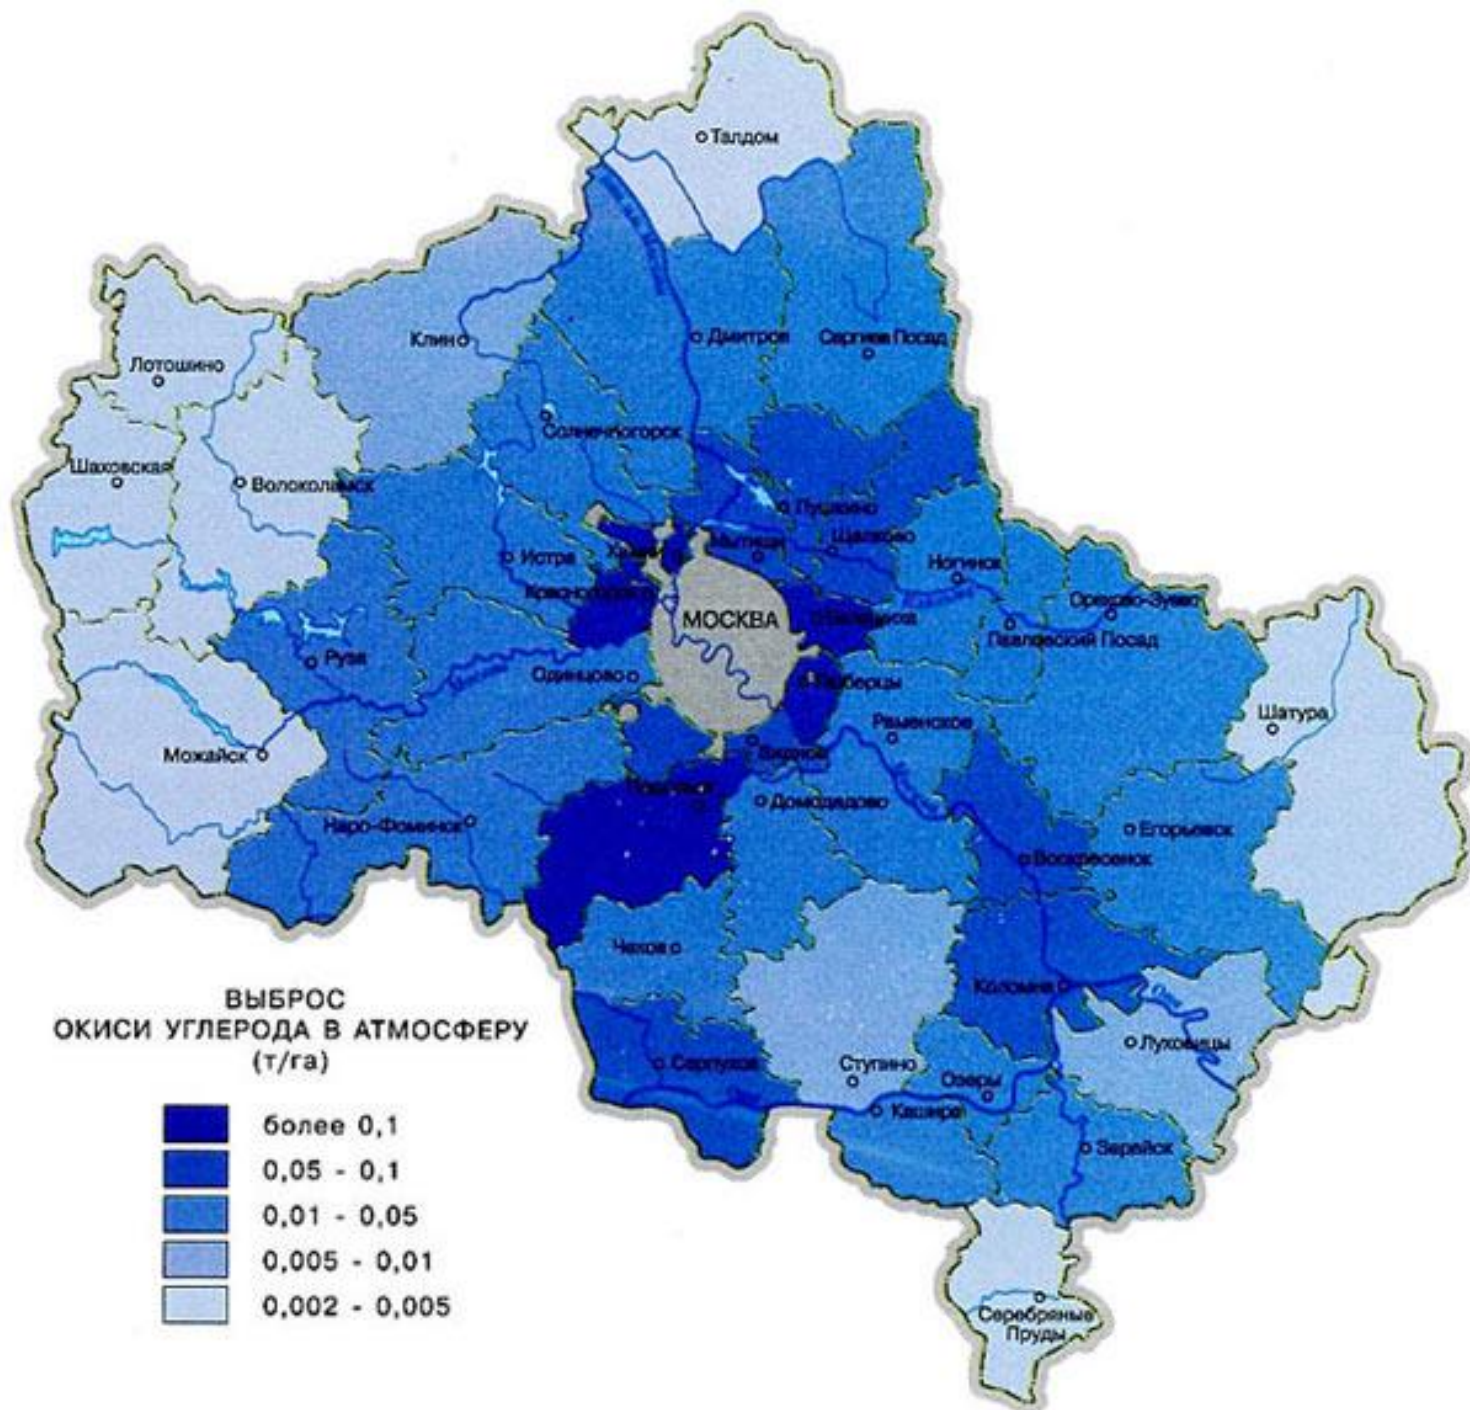 Талдом
Клин
Дмитров
Сергиев Посад
Лотошино
Солнечногорск
Шаховская
Волоколамск
Пушкино
Щелково
Мытищи
Истра
Ногинск
Красногорск
Орехово-Зуево
МОСКВА
Павловский Посад
Руза
Одинцово
Люберцы
Раменское
Шатура
Можайск
Видное
Домодедово
Наро-Фоминск
Егорьевск
Воскресенск
Чехов
Коломна
Ока
Луховицы
Серпухов
Ступино
Озеры
Кашира
Зарайск
Серебряные
Пруды
ВЫБРОС
ОКИСИ УГЛЕРОДА В АТМОСФЕРУ
(т/га)
более 0,1
0,05 - 0,1
0,01 - 0,05
0,005 - 0,01
0,002 - 0,005